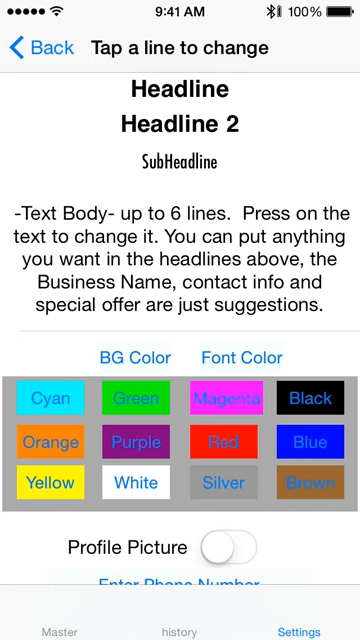 9:41 AM 100%
Back Tap a line to change
Headline
Headline 2
SubHeadline
-Text Body- up to 6 lines. Press on the
text to change it. You can put anything
you want in the headlines above, the
Business Name, contact info and
special offer are just suggestions.
BG Color Font Color
Cyan Green Magenta Black
Orange Purple Red Blue
Yellow White Silver Brown
Profile Picture
Enter Phone Number
Master history Settings